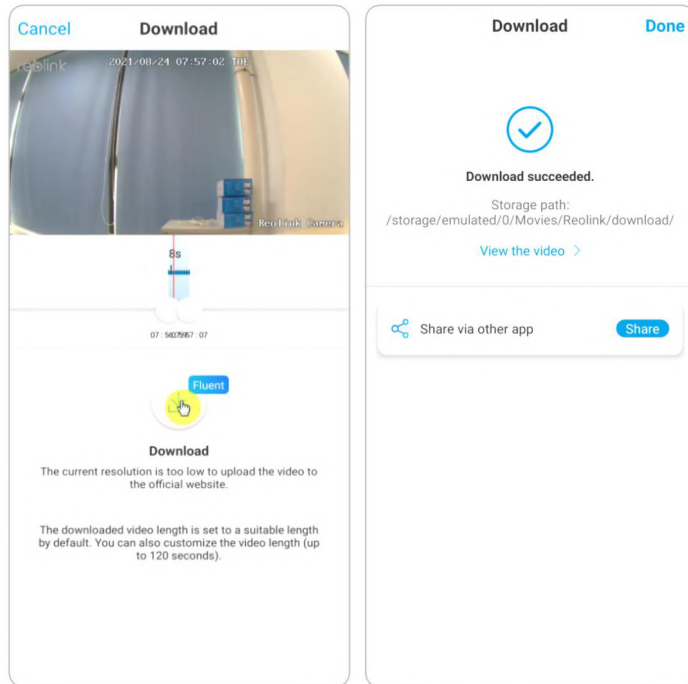 Cancel
Download
reolink
2021/08/24 07:57:02 TUE
Reolink Camera
8s
Fluent
Download
The current resolution is too low to upload the video to
the official website.
The downloaded video length is set to a suitable length
by default. You can also customize the video length (up
to 120 seconds).
Download
Done
Download succeeded.
Storage path:
/storage/emulated/0/Movies/Reolink/download/
View the video >
Share via other app
Share